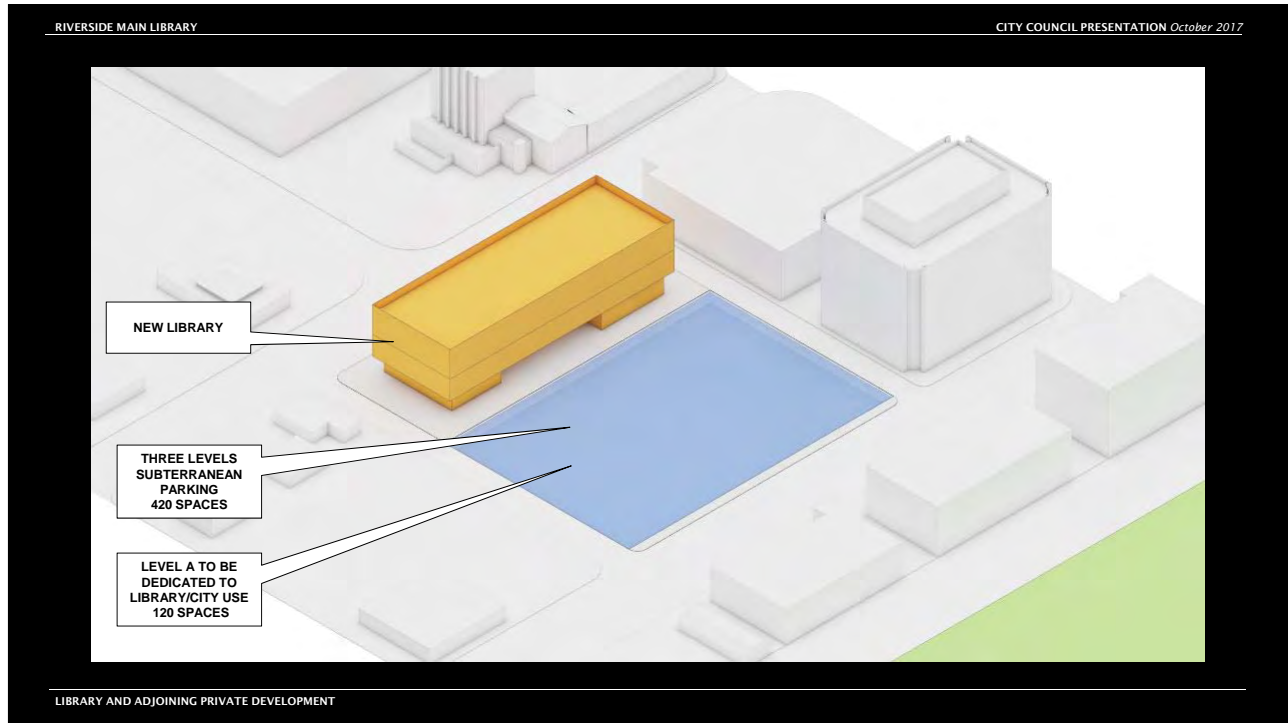 RIVERSIDE MAIN LIBRARY
CITY COUNCIL PRESENTATION October 2017
NEW LIBRARY
THREE LEVELS
SUBTERRANEAN
PARKING
420 SPACES
LEVEL A TO BE
DEDICATED TO
LIBRARY/CITY USE
120 SPACES
LIBRARY AND ADJOINING PRIVATE DEVELOPMENT